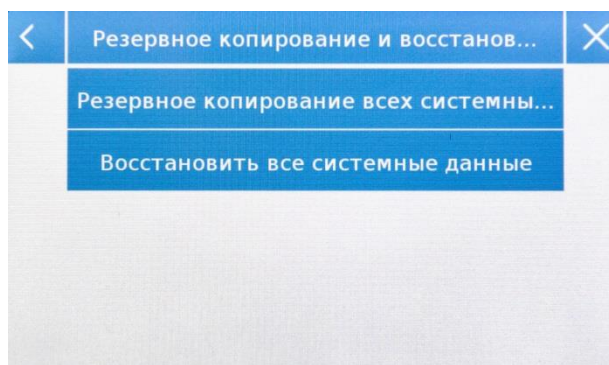 Резервное копирование и восстанов...
Резервное копирование всех системны...
Восстановить все системные данные